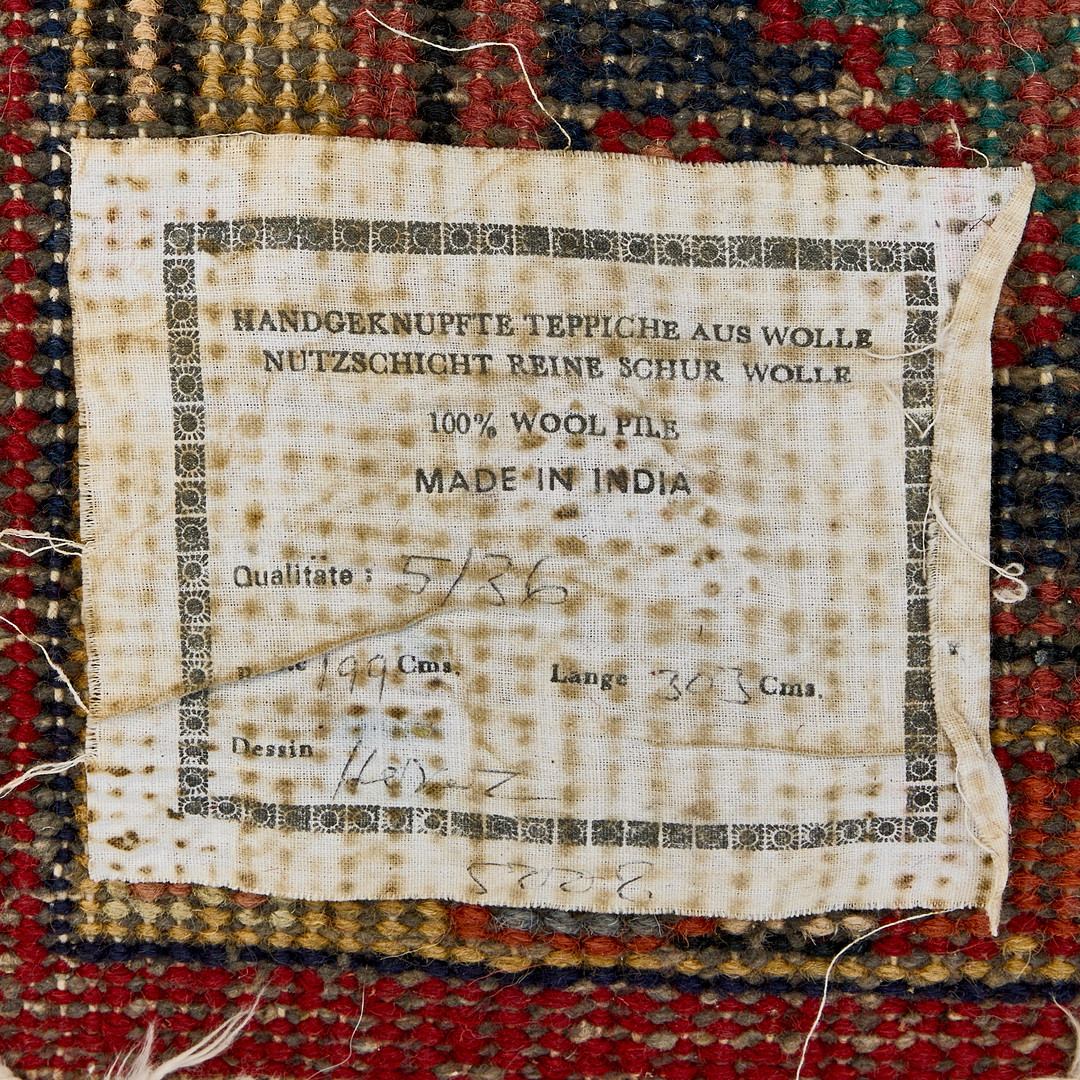 HANDGEKNUPFTE TEPPICHE AUS WOLLE
NUTZSCHICHT REINE SCHUR WOLLE
100% WOOL PILE
MADE IN INDIA
Qualitäte : 5/36
199 Cms. Lange 303 Cms.
Dessin Heraz